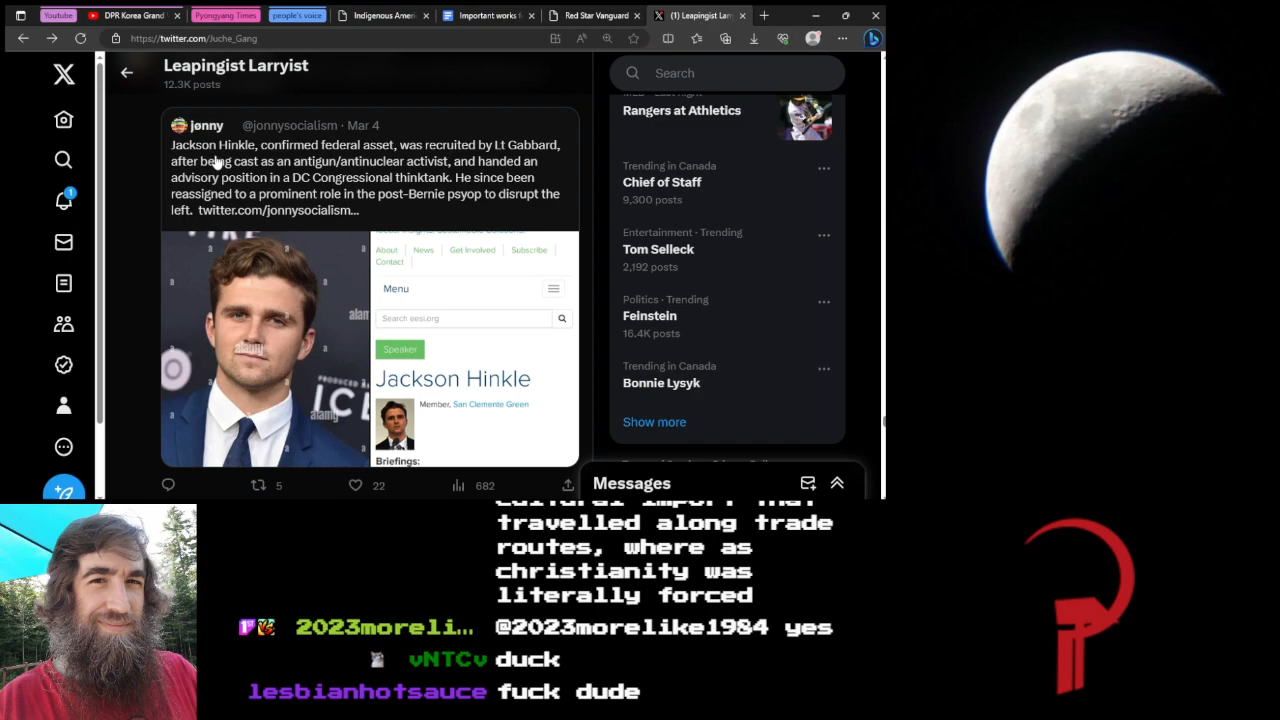 Youtube
DPR Korea Grand
Pyongyang Times
people's voice
Indigenous Ameri
Important works f
Red Star Vanguard
(1) Leapingist Larr
https://twitter.com/Juche_Gang
Leapingist Larryist
12.3K posts
jønny @jonnysocialism · Mar 4
Jackson Hinkle, confirmed federal asset, was recruited by Lt Gabbard,
after being cast as an antigun/antinuclear activist, and handed an
advisory position in a DC Congressional thinktank. He since been
reassigned to a prominent role in the post-Bernie psyop to disrupt the
left. twitter.com/jonnysocialism...
About News Get Involved Subscribe
Contact
Menu
Search eesi.org
Speaker
Jackson Hinkle
Member, San Clemente Green
Briefings:
a
alamy
PRODUCED
ICE
5
22
682
Search
Rangers at Athletics
Trending in Canada
Chief of Staff
9,300 posts
Entertainment · Trending
Tom Selleck
2,192 posts
Politics · Trending
Feinstein
16.4K posts
Trending in Canada
Bonnie Lysyk
Show more
Messages
cultural import that
travelled along trade
routes, where as
christianity was
literally forced
2023moreli... @2023morelike1984 yes
vNTCv duck
lesbianhotsauce fuck dude